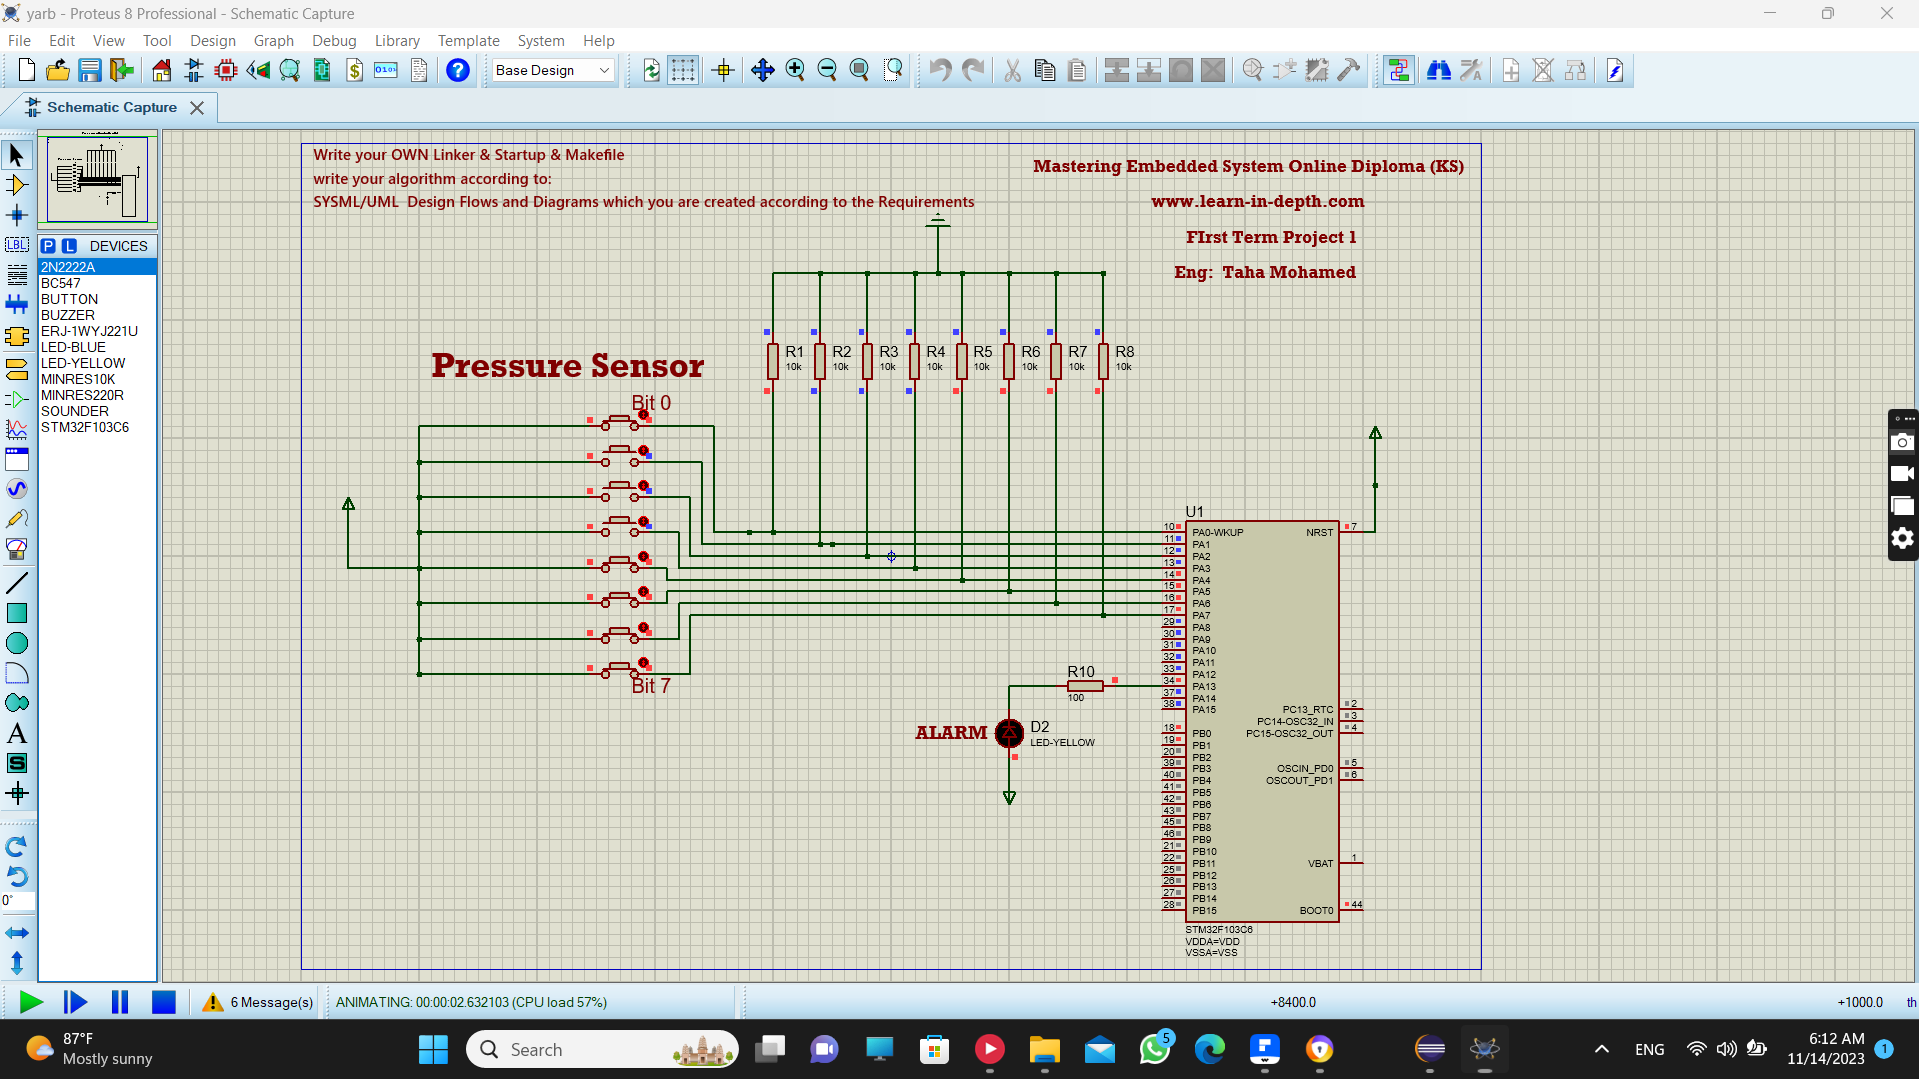 yarb - Proteus 8 Professional - Schematic Capture
File Edit View Tool Design Graph Debug Library Template System Help
Base Design
Schematic Capture
P L DEVICES
2N2222A
BC547
BUTTON
BUZZER
ERJ-1WYJ221U
LED-BLUE
LED-YELLOW
MINRES10K
MINRES220R
SOUNDER
STM32F103C6
LBL
A
S
0°
Write your OWN Linker & Startup & Makefile
write your algorithm according to:
SYSML/UML Design Flows and Diagrams which you are created according to the Requirements
Mastering Embedded System Online Diploma (KS)
www.learn-in-depth.com
FIrst Term Project 1
Eng: Taha Mohamed
Pressure Sensor
Bit 0
Bit 7
R1 R2 R3 R4 R5 R6 R7 R8
10k 10k 10k 10k 10k 10k 10k 10k
R10
100
ALARM
D2
LED-YELLOW
U1
10 PA0-WKUP NRST 7
11 PA1
12 PA2
13 PA3
14 PA4
15 PA5
16 PA6
17 PA7
29 PA8
30 PA9
31 PA10
32 PA11
33 PA12
34 PA13
37 PA14
38 PA15 PC13_RTC 2
PC14-OSC32_IN 3
18 PB0 PC15-OSC32_OUT 4
19 PB1
20 PB2
39 PB3 OSCIN_PD0 5
40 PB4 OSCOUT_PD1 6
41 PB5
42 PB6
43 PB7
45 PB8
46 PB9
21 PB10
22 PB11 VBAT 1
25 PB12
26 PB13
27 PB14
28 PB15 BOOT0 44
STM32F103C6
VDDA=VDD
VSSA=VSS
6 Message(s) ANIMATING: 00:00:02.632103 (CPU load 57%) +8400.0 +1000.0 th
87°F
Mostly sunny
Search
5
ENG
6:12 AM
11/14/2023
1